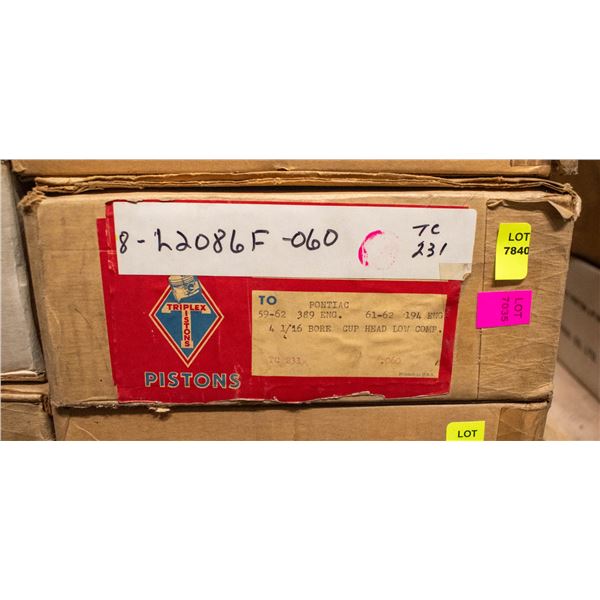 8-L2086F -060
TC
231
LOT
7840
LOT
7035
TRIPLEX
PISTONS
PISTONS
TO PONTIAC
59-62 389 ENG. 61-62 194 ENG
4 1/16 BORE CUP HEAD LOW COMP.
TC 231 .060
LOT